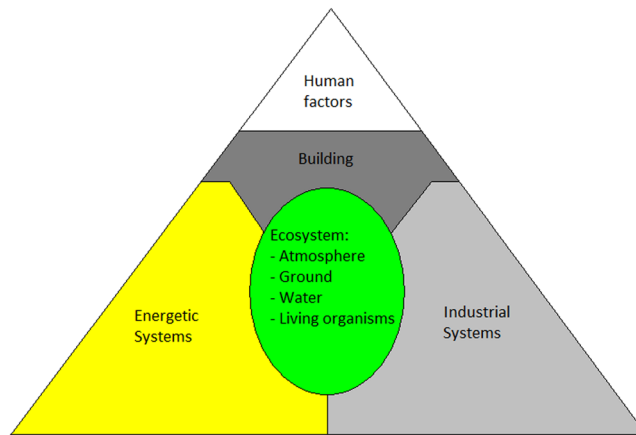 Human
factors
Building
Ecosystem:
- Atmosphere
- Ground
- Water
- Living organisms
Energetic
Systems
Industrial
Systems